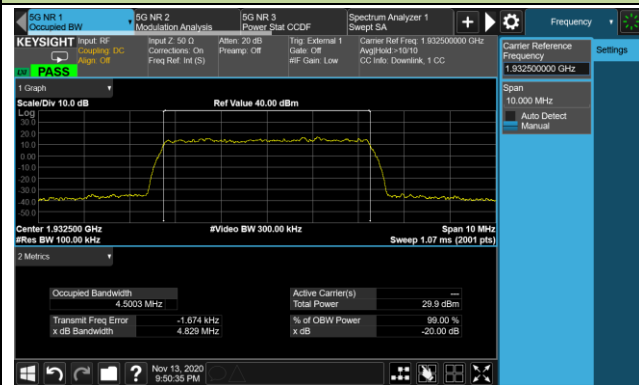 5G NR 1
Occupied BW
5G NR 2
Modulation Analysis
5G NR 3
Power Stat CCDF
Spectrum Analyzer 1
Swept SA
Frequency
KEYSIGHT
Input: RF
Coupling: DC
Align: Off
Input Z: 50 Ω
Corrections: On
Freq Ref: Int (S)
Atten: 20 dB
Preamp: Off
Trig: External 1
Gate: Off
#IF Gain: Low
Carrier Ref Freq: 1.932500000 GHz
Avg|Hold:>10/10
CC Info: Downlink, 1 CC
LXI
PASS
Carrier Reference
Frequency
1.932500000 GHz
Settings
Span
10.000 MHz
Auto Detect
Manual
1 Graph
Scale/Div 10.0 dB
Ref Value 40.00 dBm
Log
30.0
20.0
10.0
0.00
-10.0
-20.0
-30.0
-40.0
-50.0
Center 1.932500 GHz
#Video BW 300.00 kHz
Span 10 MHz
#Res BW 100.00 kHz
Sweep 1.07 ms (2001 pts)
2 Metrics
Occupied Bandwidth
4.5003 MHz
Active Carrier(s)
---
Total Power
29.9 dBm
Transmit Freq Error
-1.674 kHz
% of OBW Power
99.00 %
x dB Bandwidth
4.829 MHz
x dB
-20.00 dB
Nov 13, 2020
9:50:35 PM